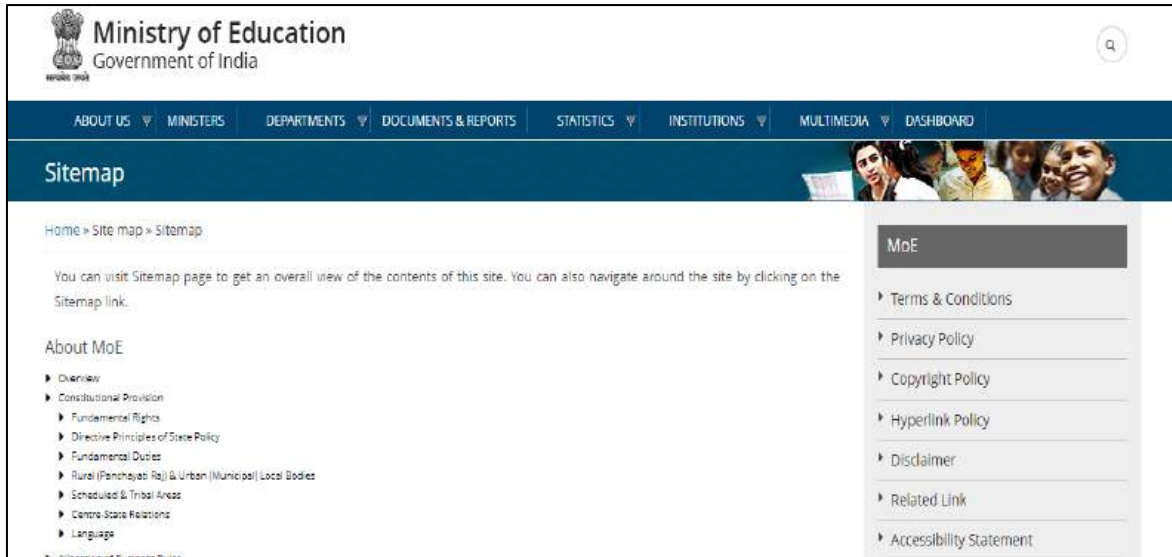 Ministry of Education
Government of India
सत्यमेव जयते
ABOUT US MINISTERS DEPARTMENTS DOCUMENTS & REPORTS STATISTICS INSTITUTIONS MULTIMEDIA DASHBOARD
Sitemap
Home » Site map » Sitemap
You can visit Sitemap page to get an overall view of the contents of this site. You can also navigate around the site by clicking on the
Sitemap link.
About MoE
Overview
Constitutional Provision
Fundamental Rights
Directive Principles of State Policy
Fundamental Duties
Rural (Panchayati Raj) & Urban (Municipal) Local Bodies
Scheduled & Tribal Areas
Centre-State Relations
Language
MoE
Terms & Conditions
Privacy Policy
Copyright Policy
Hyperlink Policy
Disclaimer
Related Link
Accessibility Statement